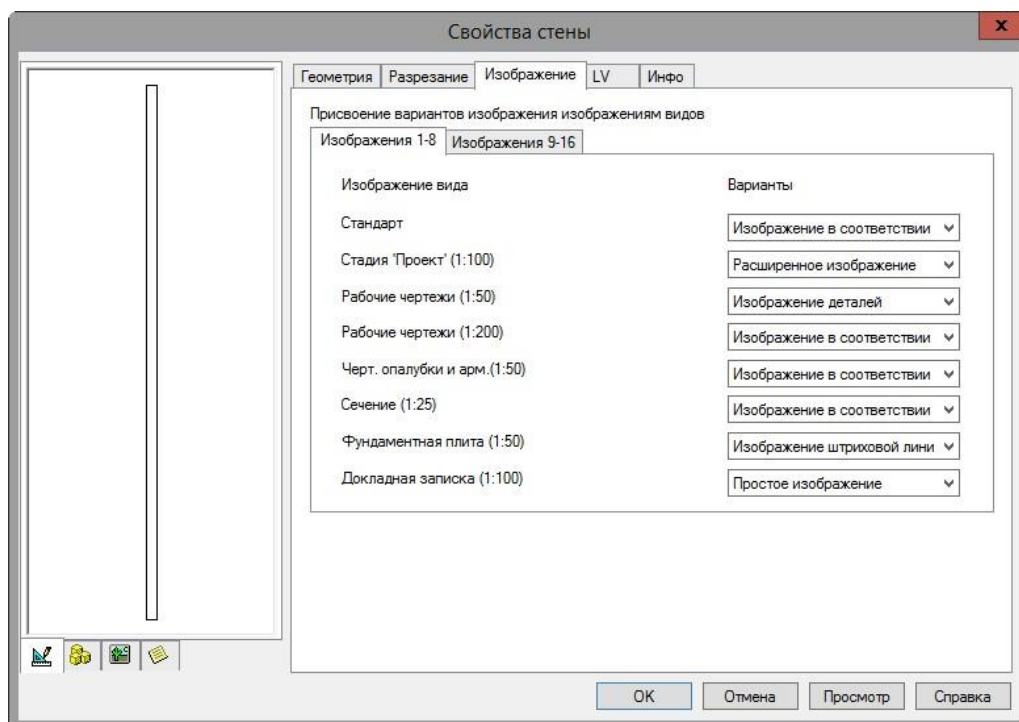 Свойства стены
x
Геометрия Разрезание Изображение LV Инфо
Присвоение вариантов изображения изображениям видов
Изображения 1-8 Изображения 9-16
Изображение вида Варианты
Стандарт Изображение в соответствии
Стадия 'Проект' (1:100) Расширенное изображение
Рабочие чертежи (1:50) Изображение деталей
Рабочие чертежи (1:200) Изображение в соответствии
Черт. опалубки и арм.(1:50) Изображение в соответствии
Сечение (1:25) Изображение в соответствии
Фундаментная плита (1:50) Изображение штриховой лини
Докладная записка (1:100) Простое изображение
OK Отмена Просмотр Справка